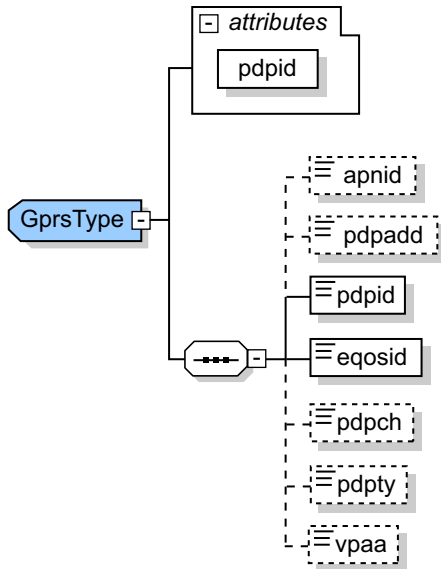 attributes
pdpid
GprsType
apnid
pdpadd
pdpid
eqosid
pdpch
pdpty
vpaa